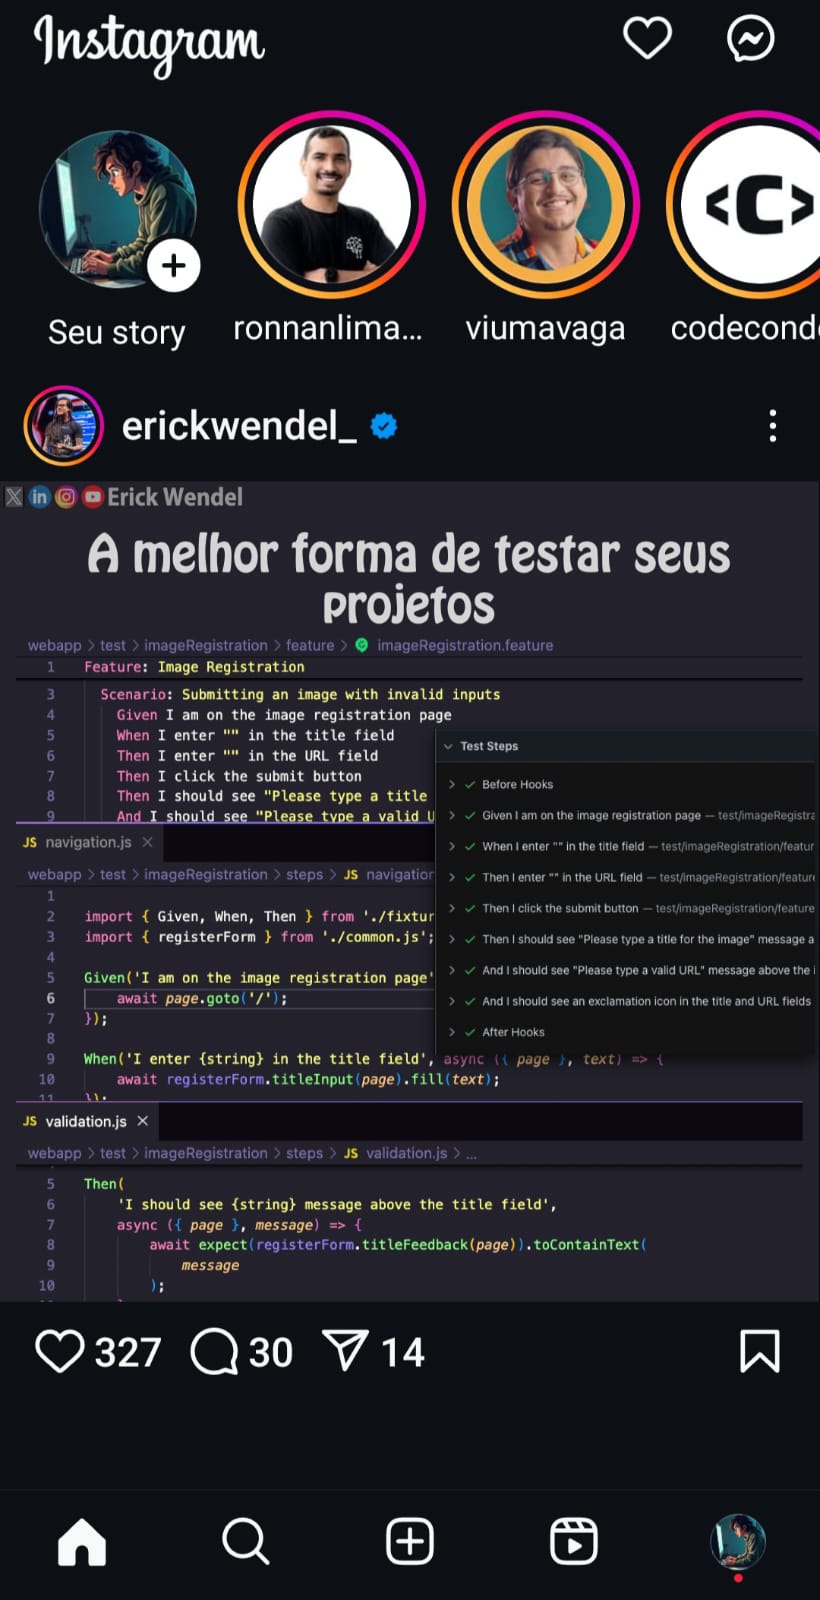 Instagram
Seu story
ronnanlima...
viumavaga
codecond
erickwendel_
Erick Wendel
A melhor forma de testar seus
projetos
webapp > test > imageRegistration > feature > imageRegistration.feature
1 Feature: Image Registration
3 Scenario: Submitting an image with invalid inputs
4 Given I am on the image registration page
5 When I enter "" in the title field
6 Then I enter "" in the URL field
7 Then I click the submit button
8 Then I should see "Please type a title
9 And I should see "Please type a valid U
Test Steps
Before Hooks
Given I am on the image registration page — test/imageRegistra
When I enter "" in the title field — test/imageRegistration/featur
Then I enter "" in the URL field — test/imageRegistration/feature
Then I click the submit button — test/imageRegistration/feature
Then I should see "Please type a title for the image" message a
And I should see "Please type a valid URL" message above the i
And I should see an exclamation icon in the title and URL fields
After Hooks
JS navigation.js ×
webapp > test > imageRegistration > steps > JS navigation
1
2 import { Given, When, Then } from './fixtur
3 import { registerForm } from './common.js';
4
5 Given('I am on the image registration page'
6 await page.goto('/');
7 });
8
9 When('I enter {string} in the title field', async ({ page }, text) => {
10 await registerForm.titleInput(page).fill(text);
11 });
JS validation.js ×
webapp > test > imageRegistration > steps > JS validation.js > ...
5 Then(
6 'I should see {string} message above the title field',
7 async ({ page }, message) => {
8 await expect(registerForm.titleFeedback(page)).toContainText(
9 message
10 );
327 30 14